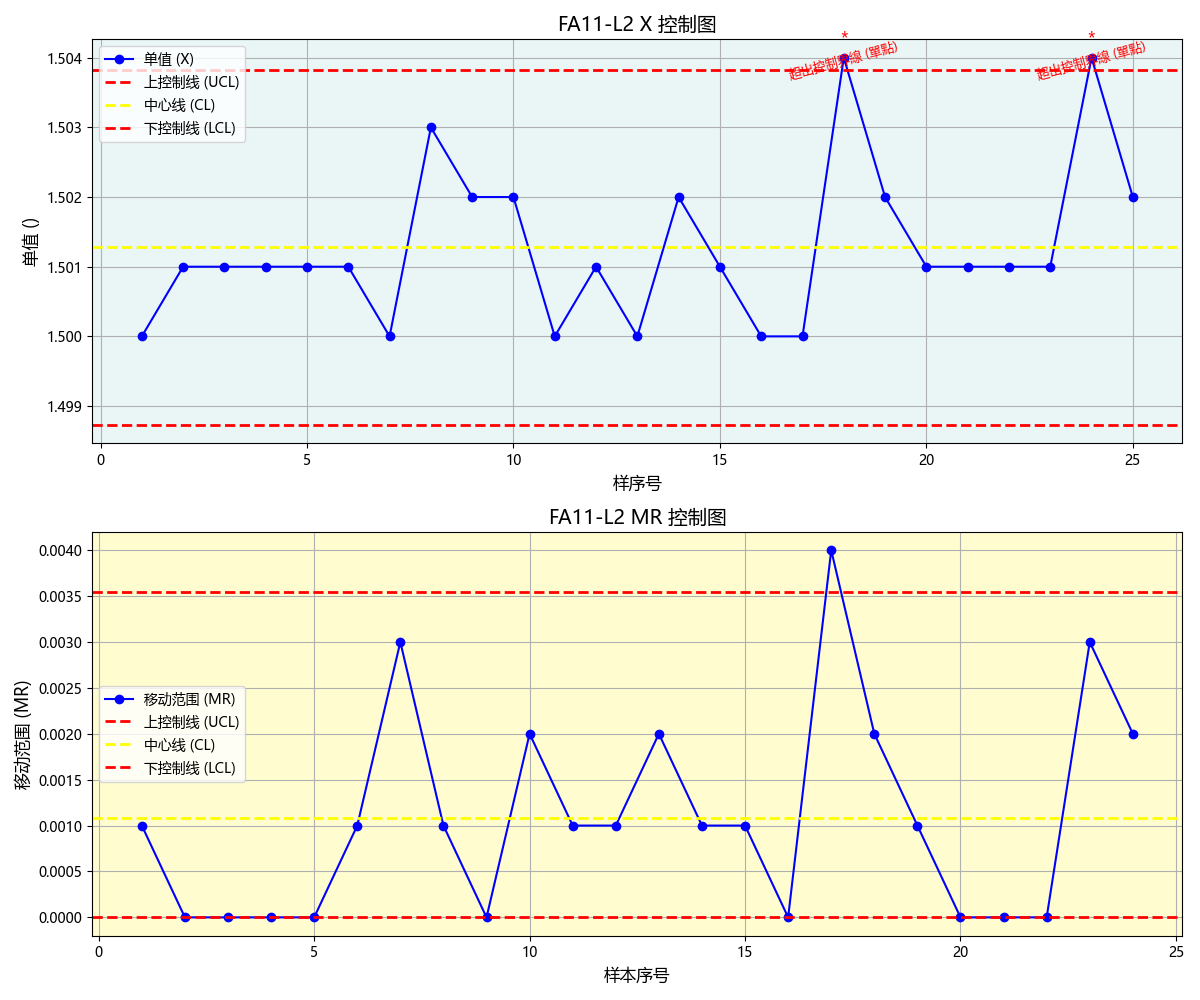 FA11-L2 X 控制图
*
*
超出控制界線 (單點)
超出控制界線 (單點)
单值 (X)
上控制线 (UCL)
中心线 (CL)
下控制线 (LCL)
单值 ()
1.504
1.503
1.502
1.501
1.500
1.499
0 5 10 15 20 25
样序号
FA11-L2 MR 控制图
移动范围 (MR)
0.0040
0.0035
0.0030
0.0025
0.0020
0.0015
0.0010
0.0005
0.0000
移动范围 (MR)
上控制线 (UCL)
中心线 (CL)
下控制线 (LCL)
0 5 10 15 20 25
样本序号